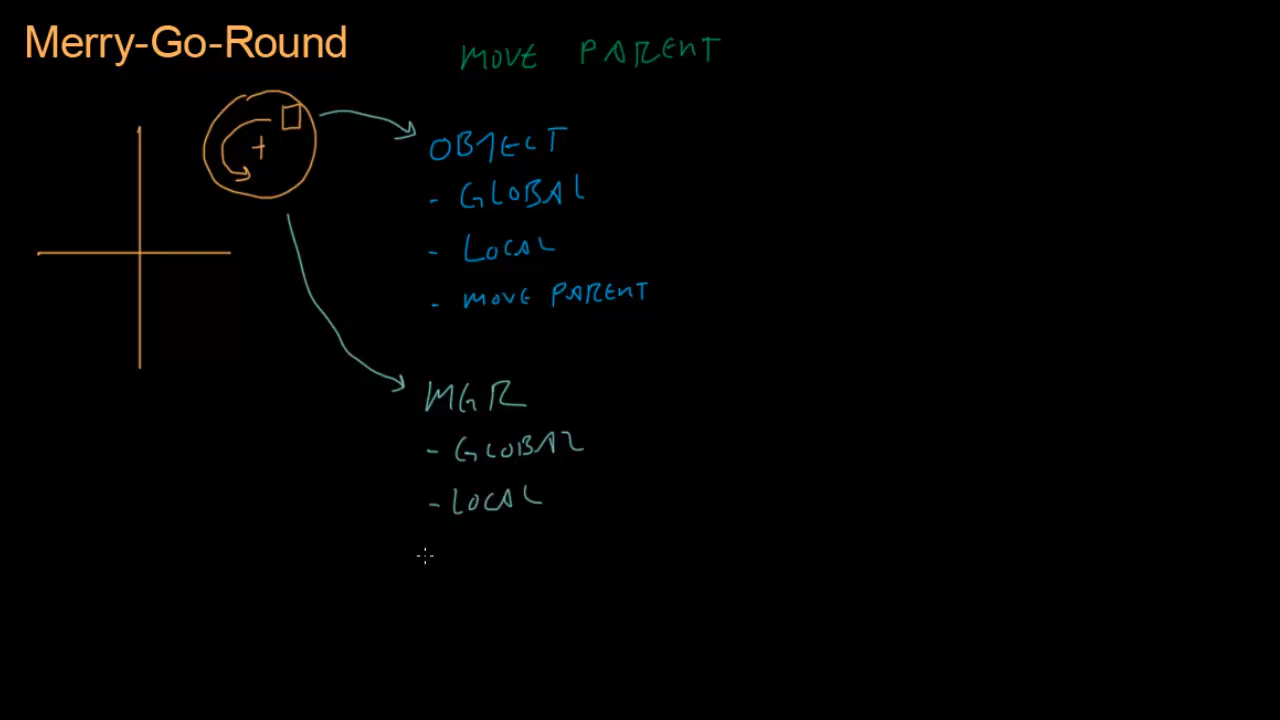 Merry-Go-Round
MOVE PARENT
OBJECT
- GLOBAL
- LOCAL
- MOVE PARENT
MGR
- GLOBAL
- LOCAL